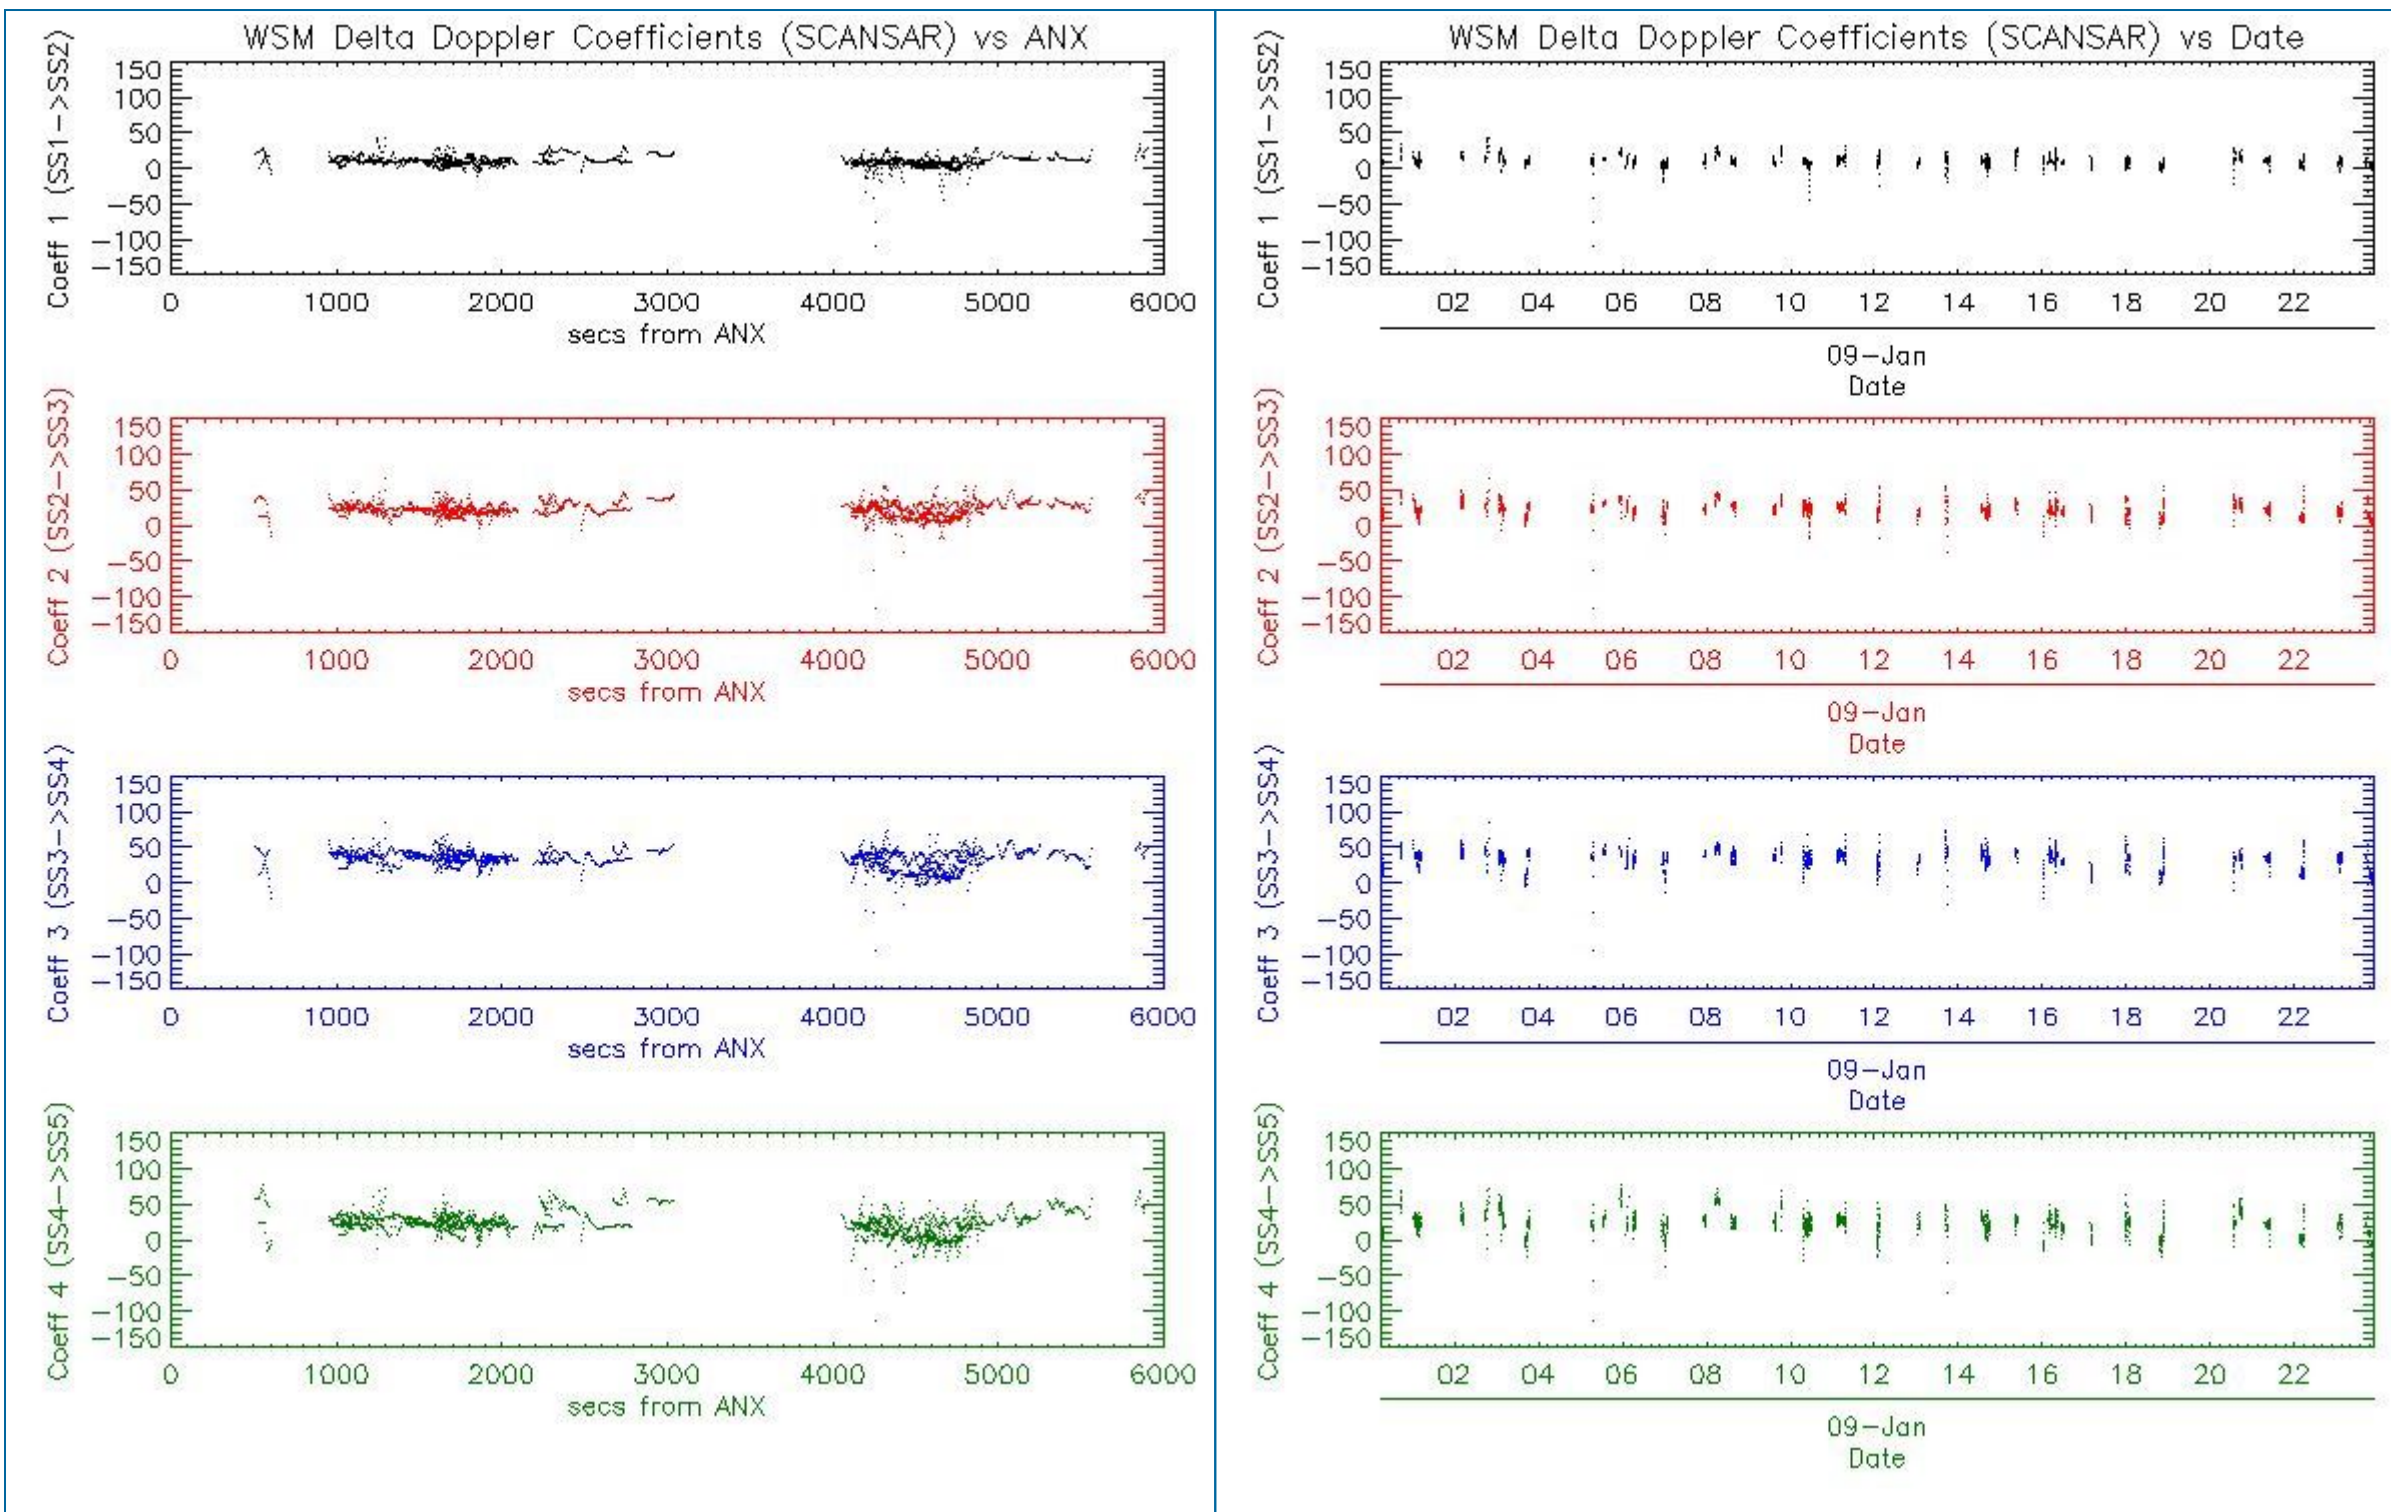 WSM Delta Doppler Coefficients (SCANSAR) vs ANX
Coeff 1 (SS1->SS2)
150
100
50
0
-50
-100
-150
0 1000 2000 3000 4000 5000 6000
secs from ANX
Coeff 2 (SS2->SS3)
150
100
50
0
-50
-100
-150
0 1000 2000 3000 4000 5000 6000
secs from ANX
Coeff 3 (SS3->SS4)
150
100
50
0
-50
-100
-150
0 1000 2000 3000 4000 5000 6000
secs from ANX
Coeff 4 (SS4->SS5)
150
100
50
0
-50
-100
-150
0 1000 2000 3000 4000 5000 6000
secs from ANX
WSM Delta Doppler Coefficients (SCANSAR) vs Date
Coeff 1 (SS1->SS2)
150
100
50
0
-50
-100
-150
02 04 06 08 10 12 14 16 18 20 22
09-Jan
Date
Coeff 2 (SS2->SS3)
150
100
50
0
-50
-100
-150
02 04 06 08 10 12 14 16 18 20 22
09-Jan
Date
Coeff 3 (SS3->SS4)
150
100
50
0
-50
-100
-150
02 04 06 08 10 12 14 16 18 20 22
09-Jan
Date
Coeff 4 (SS4->SS5)
150
100
50
0
-50
-100
-150
02 04 06 08 10 12 14 16 18 20 22
09-Jan
Date